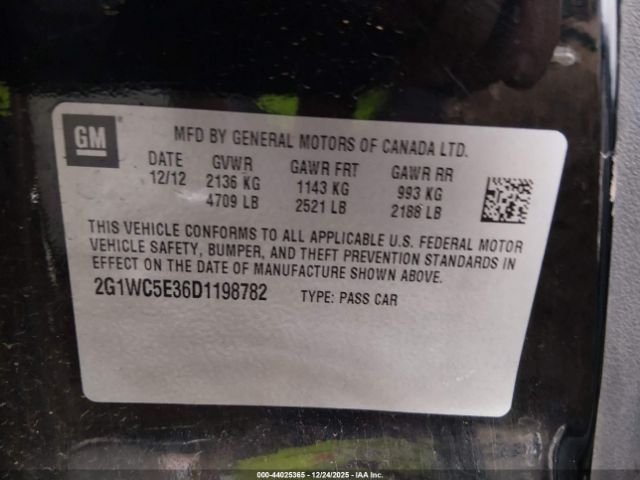 GM
MFD BY GENERAL MOTORS OF CANADA LTD.
DATE GVWR GAWR FRT GAWR RR
12/12 2136 KG 1143 KG 993 KG
4709 LB 2521 LB 2188 LB
THIS VEHICLE CONFORMS TO ALL APPLICABLE U.S. FEDERAL MOTOR
VEHICLE SAFETY, BUMPER, AND THEFT PREVENTION STANDARDS IN
EFFECT ON THE DATE OF MANUFACTURE SHOWN ABOVE.
2G1WC5E36D1198782 TYPE: PASS CAR
000-44025365 - 12/24/2025 - IAAI.COM